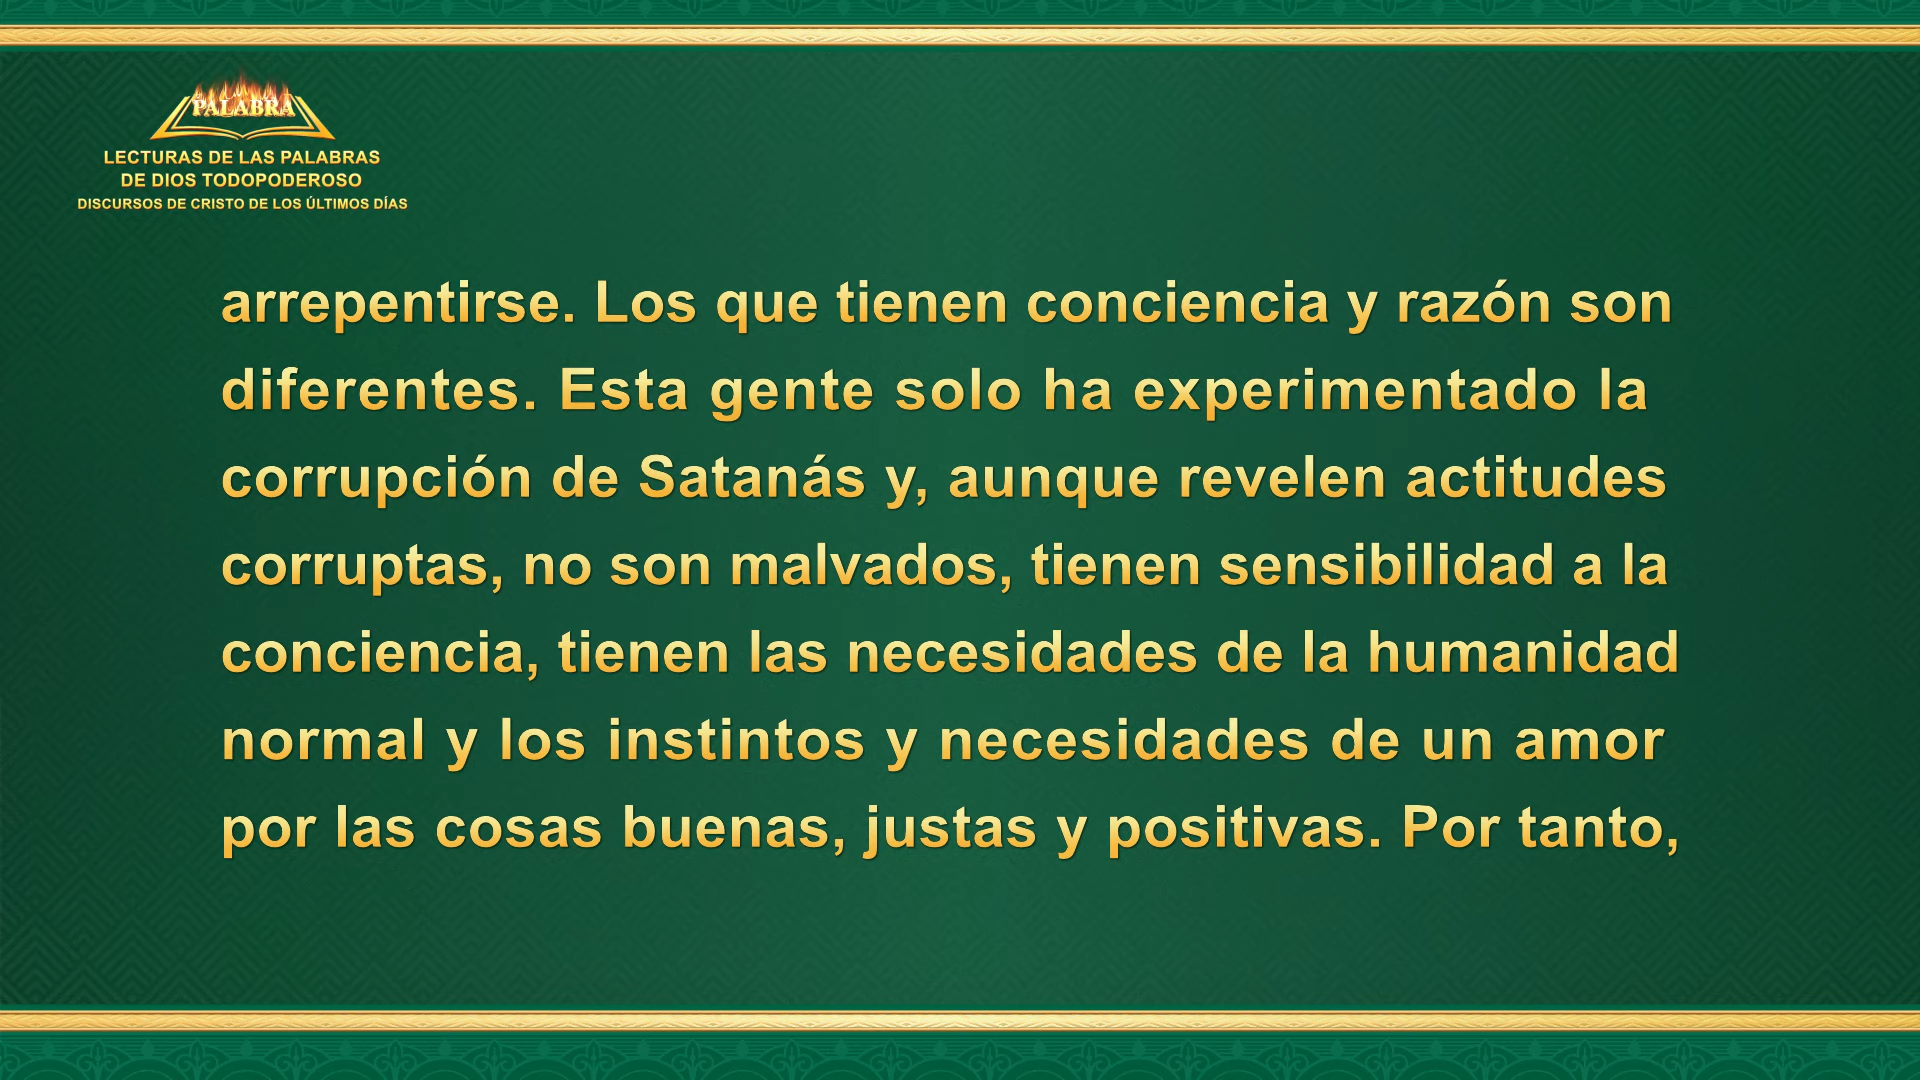 PALABRA
LECTURAS DE LAS PALABRAS
DE DIOS TODOPODEROSO
DISCURSOS DE CRISTO DE LOS ÚLTIMOS DÍAS
arrepentirse. Los que tienen conciencia y razón son
diferentes. Esta gente solo ha experimentado la
corrupción de Satanás y, aunque revelen actitudes
corruptas, no son malvados, tienen sensibilidad a la
conciencia, tienen las necesidades de la humanidad
normal y los instintos y necesidades de un amor
por las cosas buenas, justas y positivas. Por tanto,